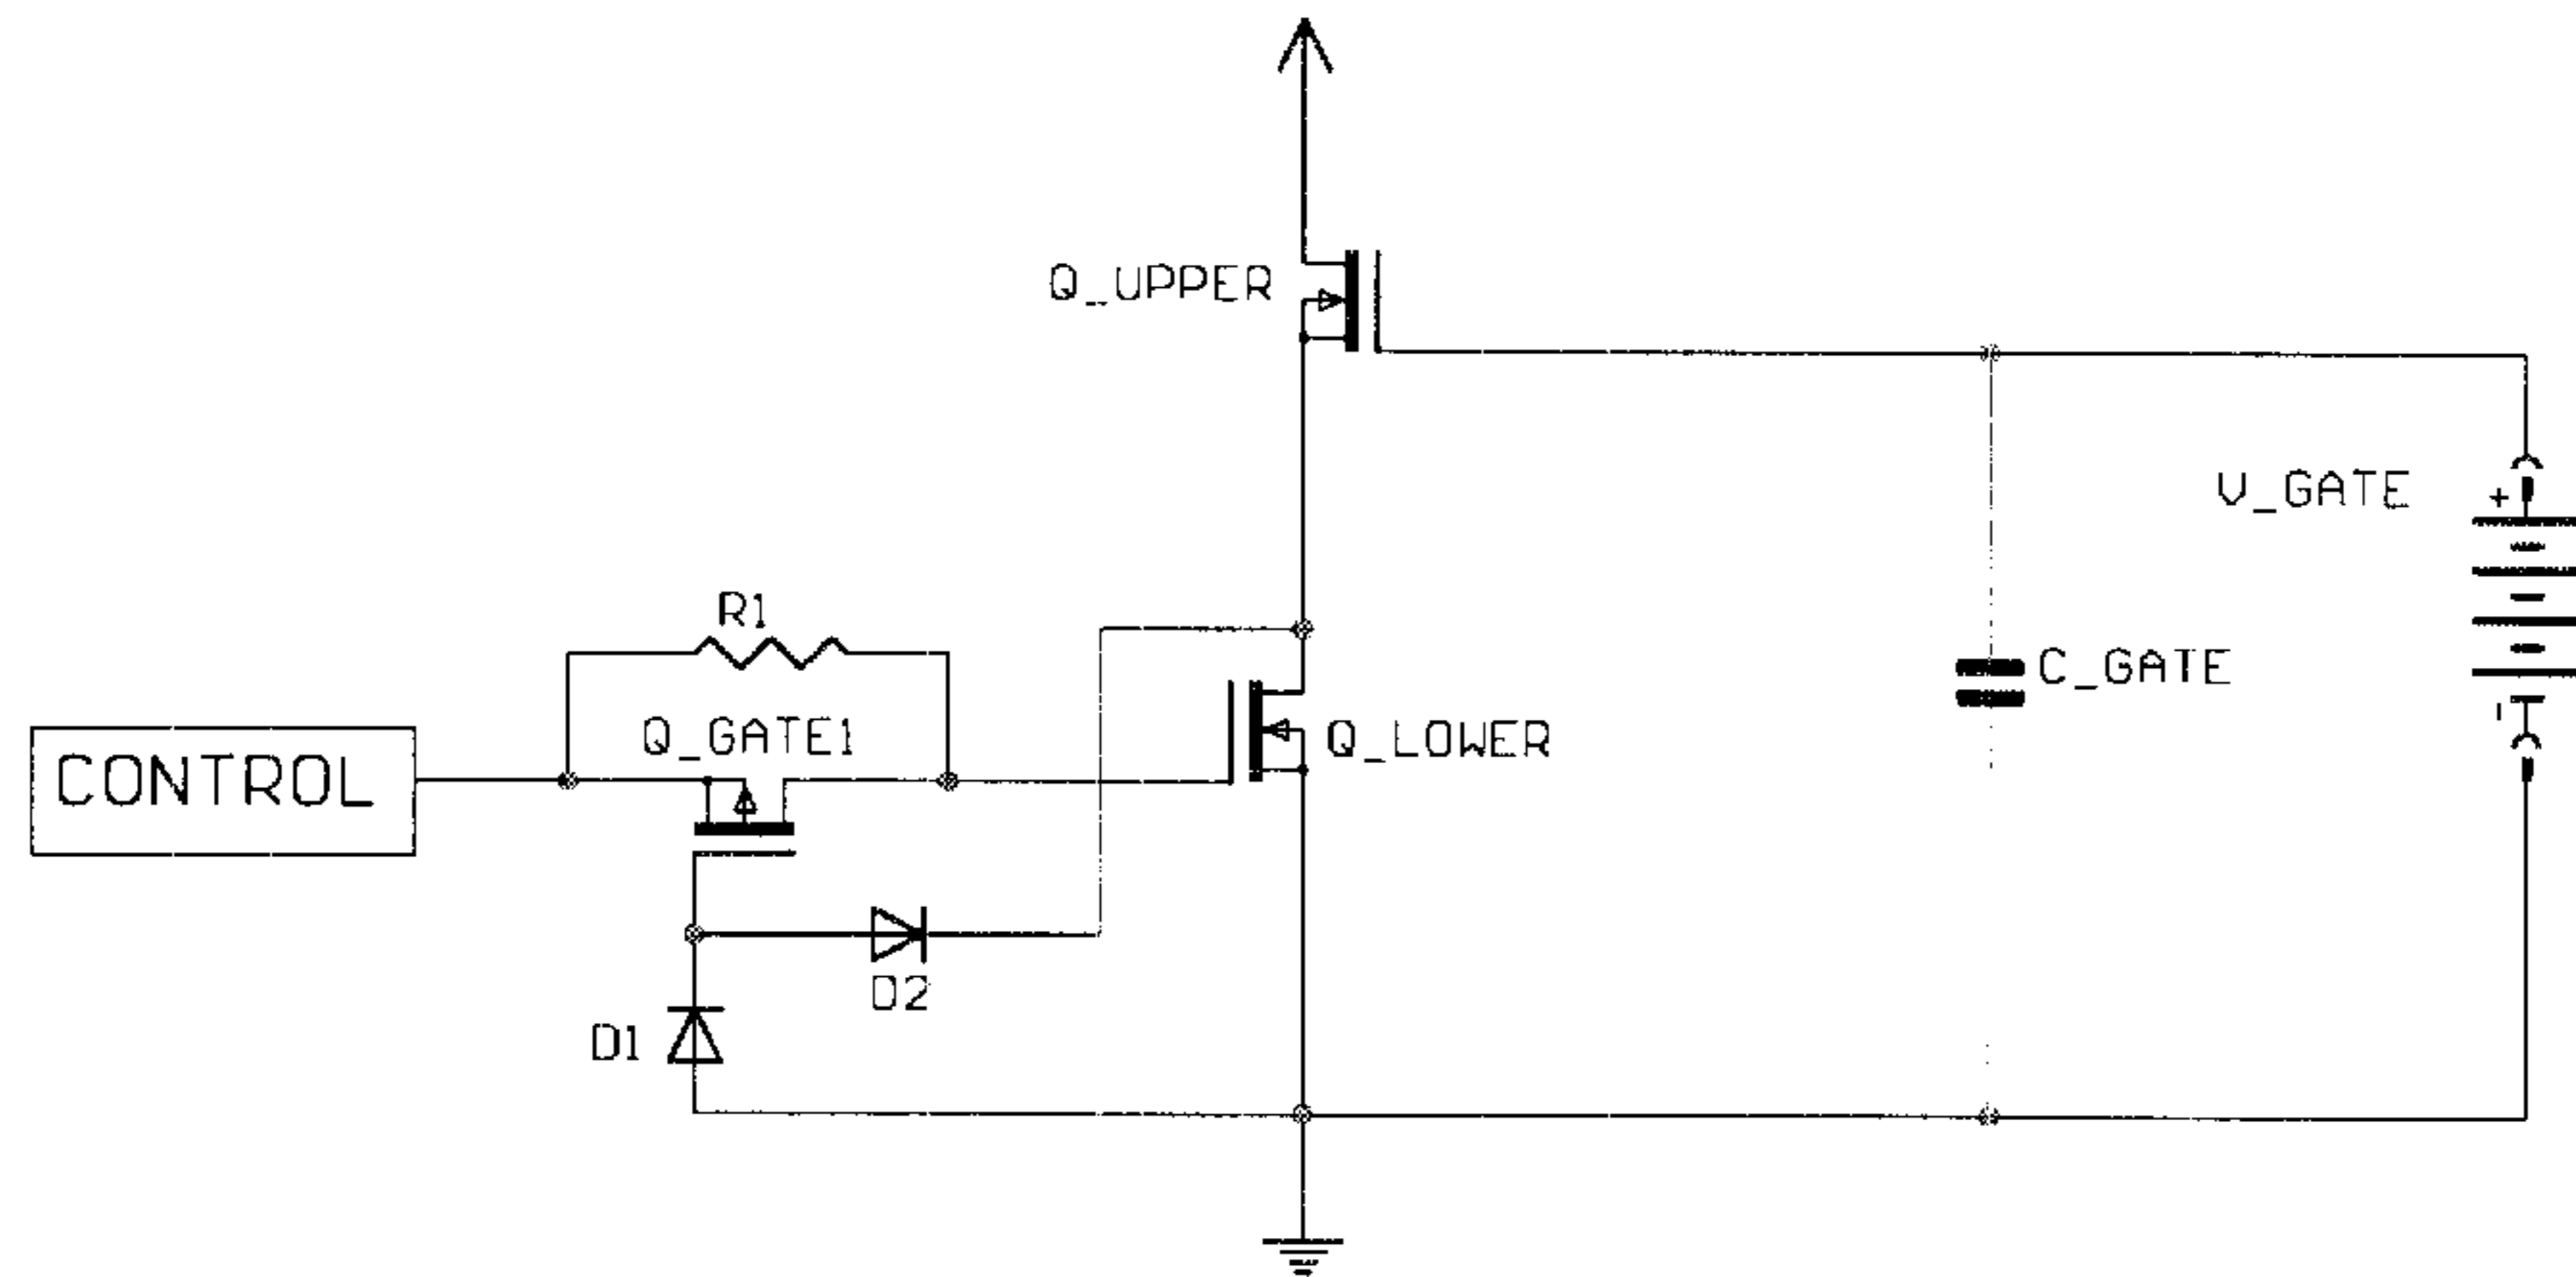 Q_UPPER
V_GATE
+
R1
C_GATE
Q_GATE1
Q_LOWER
-
CONTROL
D2
D1